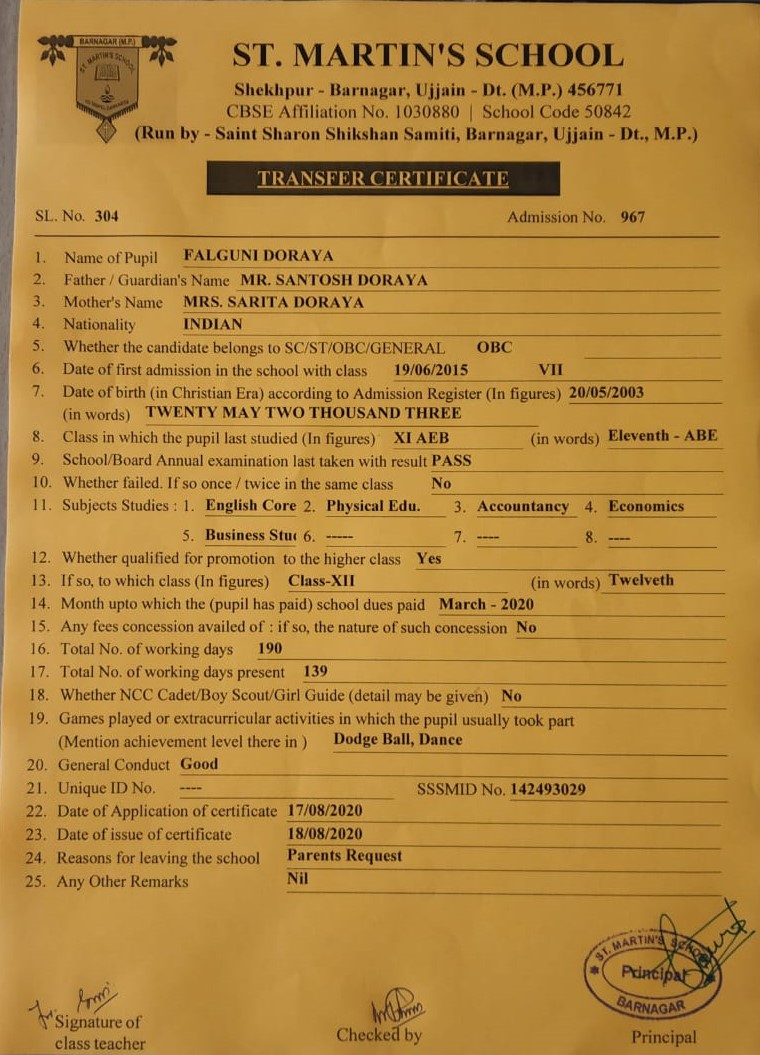 BARNAGAR (M.P.)
ST. MARTIN'S SCHOOL
ST. MARTIN'S SCHOOL
Shekhpur - Barnagar, Ujjain - Dt. (M.P.) 456771
CBSE Affiliation No. 1030880 | School Code 50842
(Run by - Saint Sharon Shikshan Samiti, Barnagar, Ujjain - Dt., M.P.)
TRANSFER CERTIFICATE
SL. No. 304 Admission No. 967
1. Name of Pupil FALGUNI DORAYA
2. Father / Guardian's Name MR. SANTOSH DORAYA
3. Mother's Name MRS. SARITA DORAYA
4. Nationality INDIAN
5. Whether the candidate belongs to SC/ST/OBC/GENERAL OBC
6. Date of first admission in the school with class 19/06/2015 VII
7. Date of birth (in Christian Era) according to Admission Register (In figures) 20/05/2003
(in words) TWENTY MAY TWO THOUSAND THREE
8. Class in which the pupil last studied (In figures) XI AEB (in words) Eleventh - ABE
9. School/Board Annual examination last taken with result PASS
10. Whether failed. If so once / twice in the same class No
11. Subjects Studies : 1. English Core 2. Physical Edu. 3. Accountancy 4. Economics
5. Business Stu 6. ----- 7. ---- 8. ----
12. Whether qualified for promotion to the higher class Yes
13. If so, to which class (In figures) Class-XII (in words) Twelveth
14. Month upto which the (pupil has paid) school dues paid March - 2020
15. Any fees concession availed of : if so, the nature of such concession No
16. Total No. of working days 190
17. Total No. of working days present 139
18. Whether NCC Cadet/Boy Scout/Girl Guide (detail may be given) No
19. Games played or extracurricular activities in which the pupil usually took part
(Mention achievement level there in ) Dodge Ball, Dance
20. General Conduct Good
21. Unique ID No. ---- SSSMID No. 142493029
22. Date of Application of certificate 17/08/2020
23. Date of issue of certificate 18/08/2020
24. Reasons for leaving the school Parents Request
25. Any Other Remarks Nil
ST. MARTIN'S SCHOOL
Principal
BARNAGAR
Signature of
class teacher
Checked by
Principal